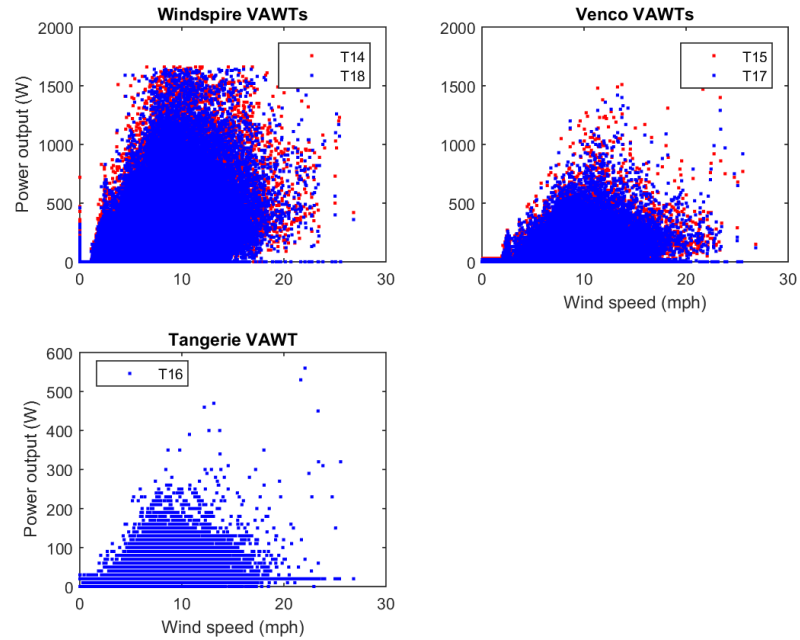 Windspire VAWTs
2000
1500
1000
500
0
Power output (W)
T14
T18
0 10 20 30
Venco VAWTs
2000
1500
1000
500
0
T15
T17
0 10 20 30
Wind speed (mph)
Tangerie VAWT
600
500
400
300
200
100
0
Power output (W)
T16
0 10 20 30
Wind speed (mph)